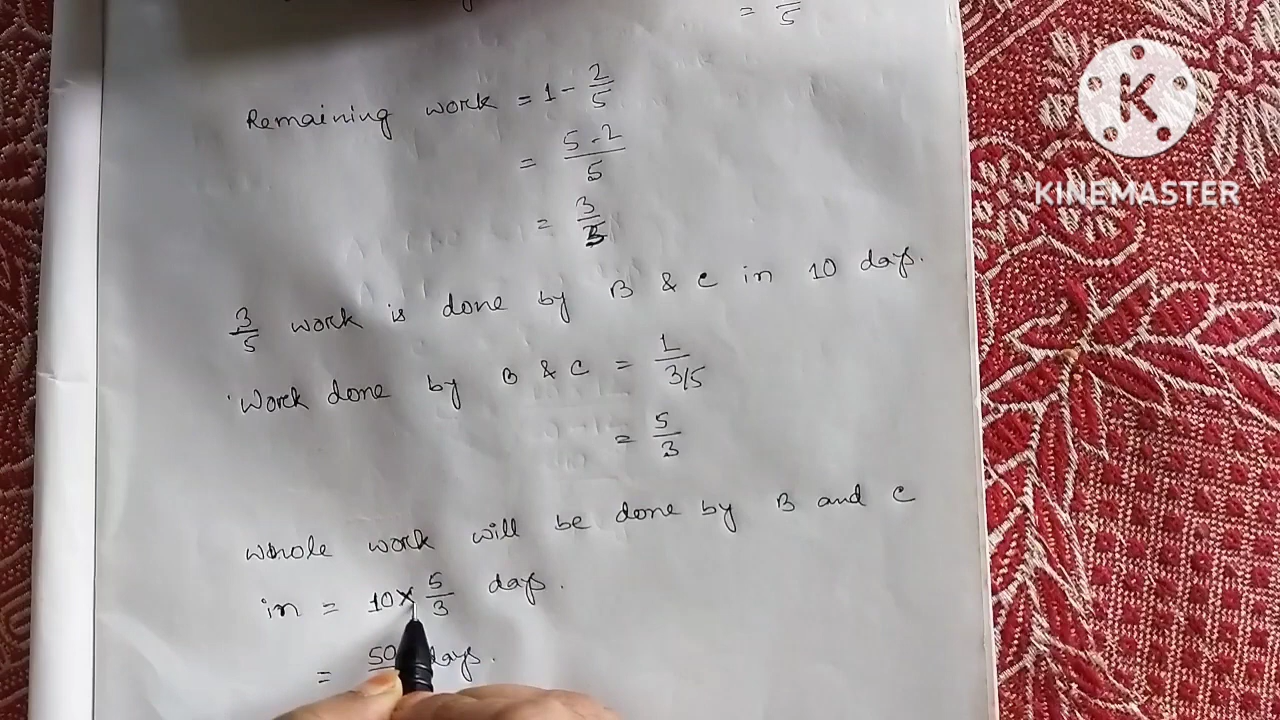 = 5
Remaining work = 1 - 2/5
= 5-2/5
= 3/5
3/5 work is done by B & C in 10 days.
Work done by B & C = 1/3/5
= 5/3
Whole work will be done by B and C
in = 10 × 5/3 days.
= 50 days.
K
KINEMASTER